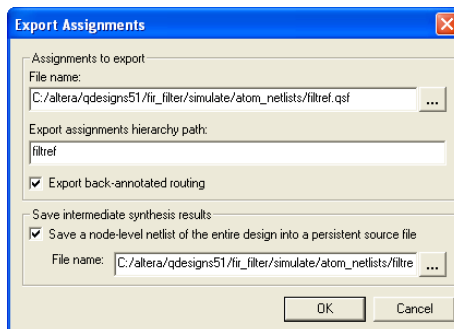 Export Assignments
Assignments to export
File name:
C:/altera/qdesigns51/fir_filter/simulate/atom_netlists/filtref.qsf
...
Export assignments hierarchy path:
filtref
Export back-annotated routing
Save intermediate synthesis results
Save a node-level netlist of the entire design into a persistent source file
File name: C:/altera/qdesigns51/fir_filter/simulate/atom_netlists/filtre ...
OK Cancel